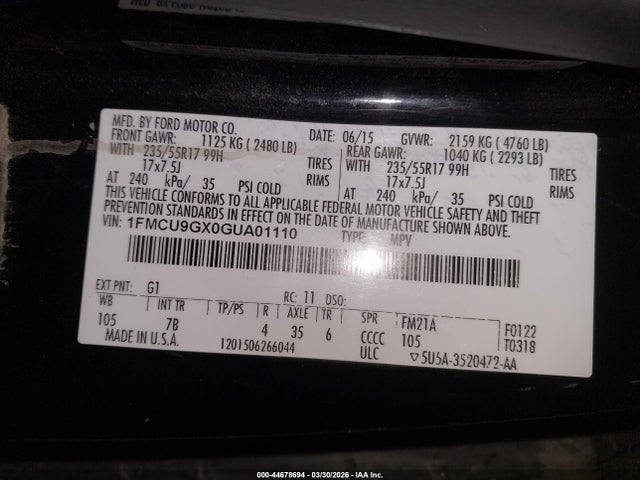 MFD. BY FORD MOTOR CO.
DATE: 06/15 GVWR: 2159 KG (4760 LB)
FRONT GAWR: 1125 KG (2480 LB) REAR GAWR: 1040 KG (2293 LB)
WITH 235/55R17 99H TIRES WITH 235/55R17 99H TIRES
17x7.5J RIMS 17x7.5J RIMS
AT 240 kPa/ 35 PSI COLD AT 240 kPa/ 35 PSI COLD
THIS VEHICLE CONFORMS TO ALL APPLICABLE FEDERAL MOTOR VEHICLE SAFETY AND THEFT
PREVENTION STANDARDS IN EFFECT ON THE DATE OF MANUFACTURE SHOWN ABOVE.
VIN: 1FMCU9GX0GUA01110 TYPE: MPV
EXT PNT: G1 RC: 11 DSO:
WB INT TR TP/PS R AXLE TR SPR FM21A F0122
105 7B 4 35 6 CCCC 105 T0318
MADE IN U.S.A. 1201506266044 ULC ▽5U5A-3520472-AA
000-44678694 | 03/30/2026 - IAA Inc.